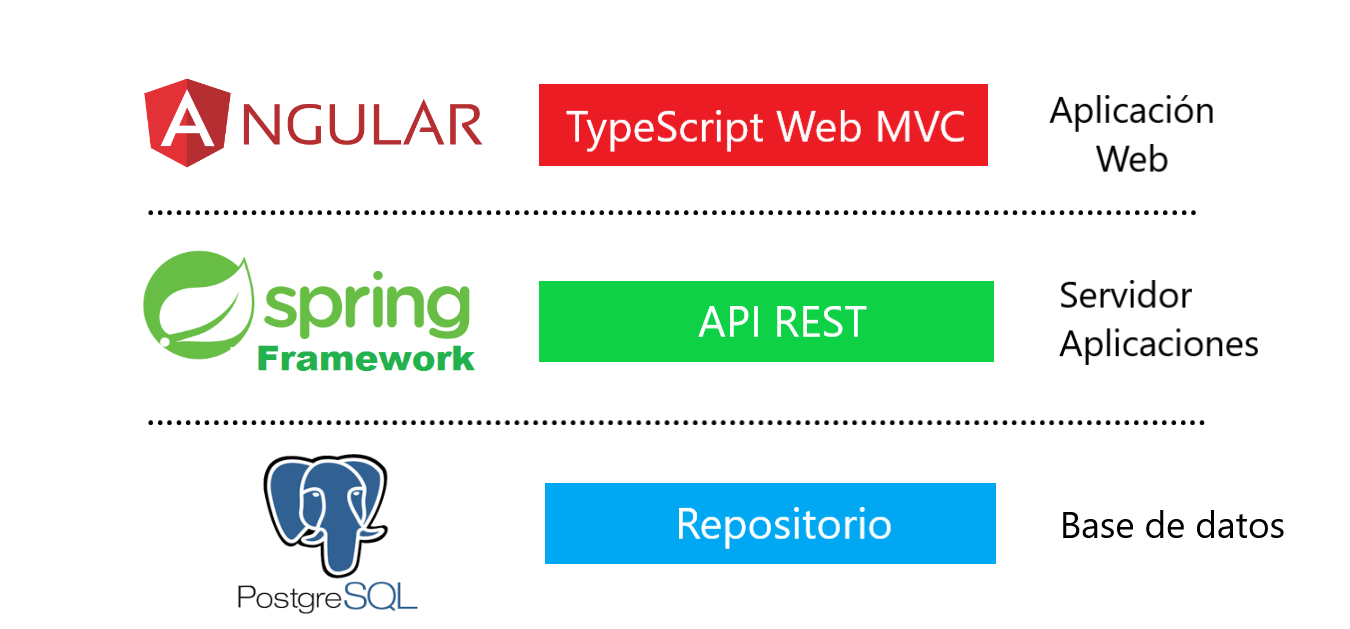 ANGULAR
TypeScript Web MVC
Aplicación
Web
spring
Framework
API REST
Servidor
Aplicaciones
PostgreSQL
Repositorio
Base de datos